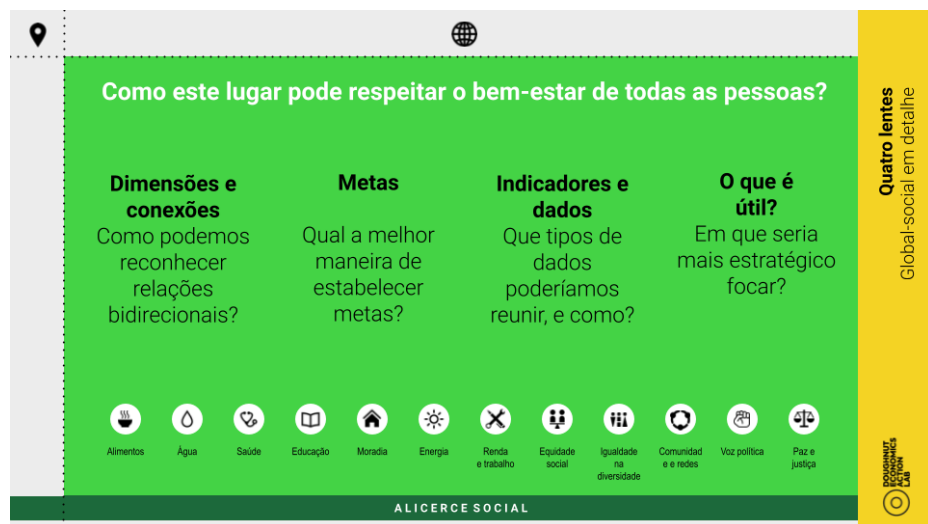 Como este lugar pode respeitar o bem-estar de todas as pessoas?
Dimensões e
conexões
Como podemos
reconhecer
relações
bidirecionais?
Metas
Qual a melhor
maneira de
estabelecer
metas?
Indicadores e
dados
Que tipos de
dados
poderíamos
reunir, e como?
O que é
útil?
Em que seria
mais estratégico
focar?
Alimentos
Água
Saúde
Educação
Moradia
Energia
Renda
e trabalho
Equidade
social
Igualdade
na
diversidade
Comunidad
e e redes
Voz política
Paz e
justiça
ALICERCE SOCIAL
Quatro lentes
Global-social em detalhe
DOUGHNUT
ECONOMICS
ACTION
LAB